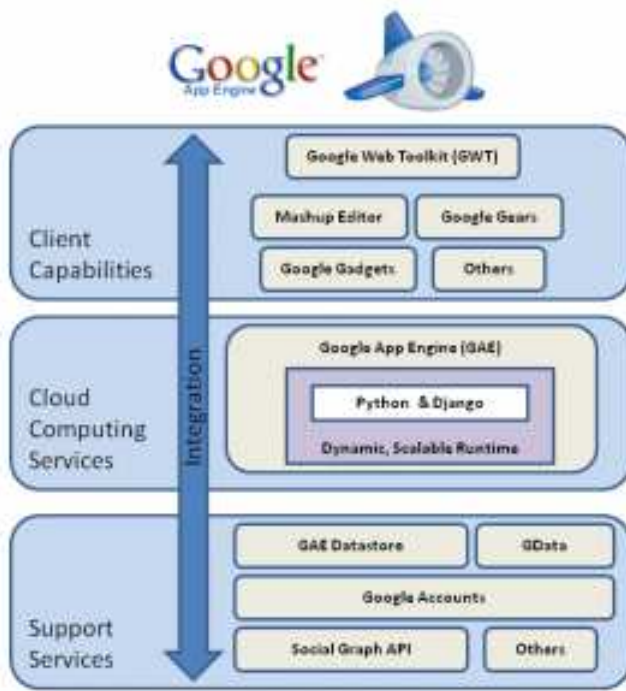 Google™
App Engine
Google Web Toolkit (GWT)
Mashup Editor
Google Gears
Client
Capabilities
Google Gadgets
Others
Integration
Google App Engine (GAE)
Python & Django
Cloud
Computing
Services
Dynamic, Scalable Runtime
GAE Datastore
GData
Google Accounts
Support
Services
Social Graph API
Others